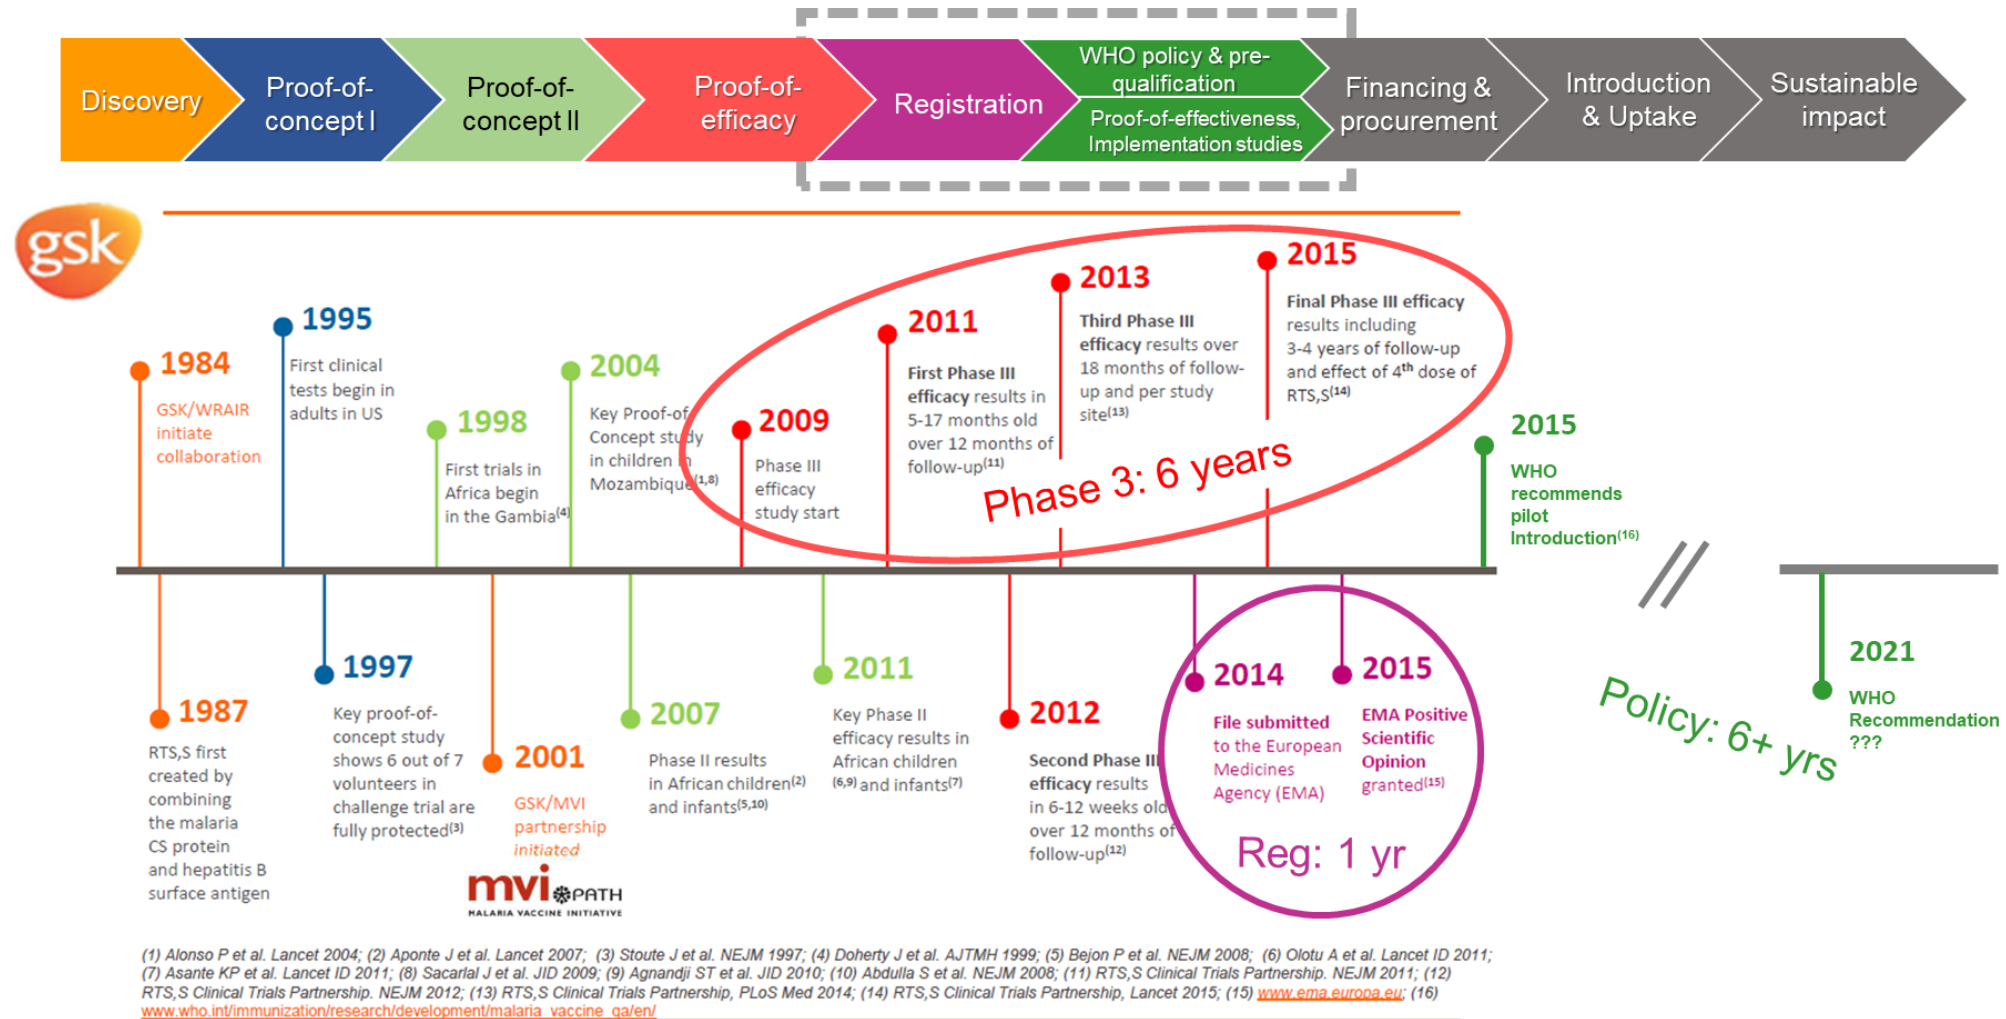 Discovery
Proof-of-
concept I
Proof-of-
concept II
Proof-of-
efficacy
Registration
WHO policy & pre-
qualification
Proof-of-effectiveness,
Implementation studies
Financing &
procurement
Introduction
& Uptake
Sustainable
impact
gsk
1984
GSK/WRAIR
initiate
collaboration
1995
First clinical
tests begin in
adults in US
1998
First trials in
Africa begin
in the Gambia(4)
2004
Key Proof-of-
Concept study
in children in
Mozambique(1,8)
2009
Phase III
efficacy
study start
2011
First Phase III
efficacy results in
5-17 months old
over 12 months of
follow-up(11)
2013
Third Phase III
efficacy results over
18 months of follow-
up and per study
site(13)
2015
Final Phase III efficacy
results including
3-4 years of follow-up
and effect of 4th dose of
RTS,S(14)
Phase 3: 6 years
2015
WHO
recommends
pilot
Introduction(16)
1987
RTS,S first
created by
combining
the malaria
CS protein
and hepatitis B
surface antigen
1997
Key proof-of-
concept study
shows 6 out of 7
volunteers in
challenge trial are
fully protected(3)
2001
GSK/MVI
partnership
initiated
mvi PATH
MALARIA VACCINE INITIATIVE
2007
Phase II results
in African children(2)
and infants(5,10)
2011
Key Phase II
efficacy results in
African children
(6,9) and infants(7)
2012
Second Phase III
efficacy results
in 6-12 weeks old
over 12 months of
follow-up(12)
2014
File submitted
to the European
Medicines
Agency (EMA)
2015
EMA Positive
Scientific
Opinion
granted(15)
Reg: 1 yr
Policy: 6+ yrs
2021
WHO
Recommendation
???
(1) Alonso P et al. Lancet 2004; (2) Aponte J et al. Lancet 2007; (3) Stoute J et al. NEJM 1997; (4) Doherty J et al. AJTMH 1999; (5) Bejon P et al. NEJM 2008; (6) Olotu A et al. Lancet ID 2011;
(7) Asante KP et al. Lancet ID 2011; (8) Sacarlal J et al. JID 2009; (9) Agnandji ST et al. JID 2010; (10) Abdulla S et al. NEJM 2008; (11) RTS,S Clinical Trials Partnership. NEJM 2011; (12)
RTS,S Clinical Trials Partnership. NEJM 2012; (13) RTS,S Clinical Trials Partnership, PLoS Med 2014; (14) RTS,S Clinical Trials Partnership, Lancet 2015; (15) www.ema.europa.eu; (16)
www.who.int/immunization/research/development/malaria_vaccine_qa/en/